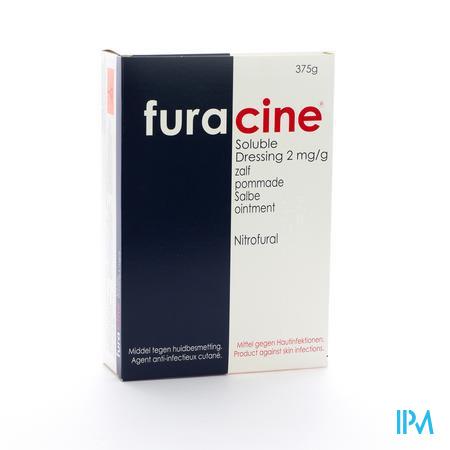 375g
furacine®
Soluble
Dressing 2 mg/g
zalf
pommade
Salbe
ointment
Nitrofural
Middel tegen huidbesmetting.
Agent anti-infectieux cutané.
Mittel gegen Hautinfektionen.
Product against skin infections.
IPM